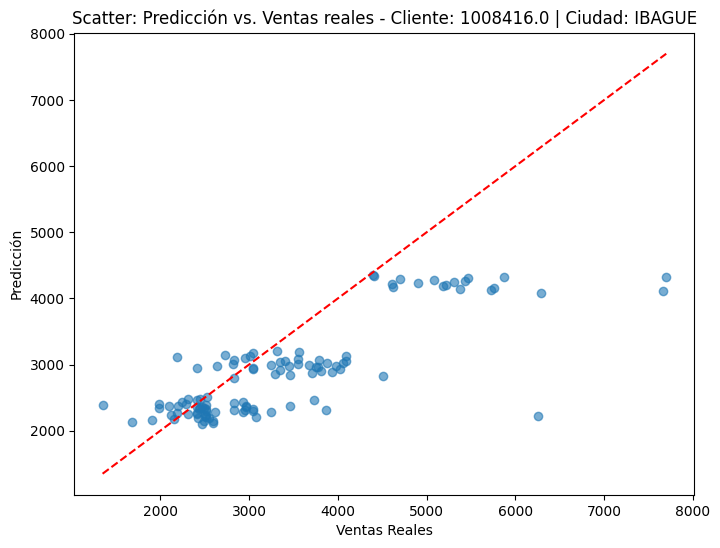 Scatter: Predicción vs. Ventas reales - Cliente: 1008416.0 | Ciudad: IBAGUE
8000
7000
6000
5000
4000
3000
2000
Predicción
2000 3000 4000 5000 6000 7000 8000
Ventas Reales